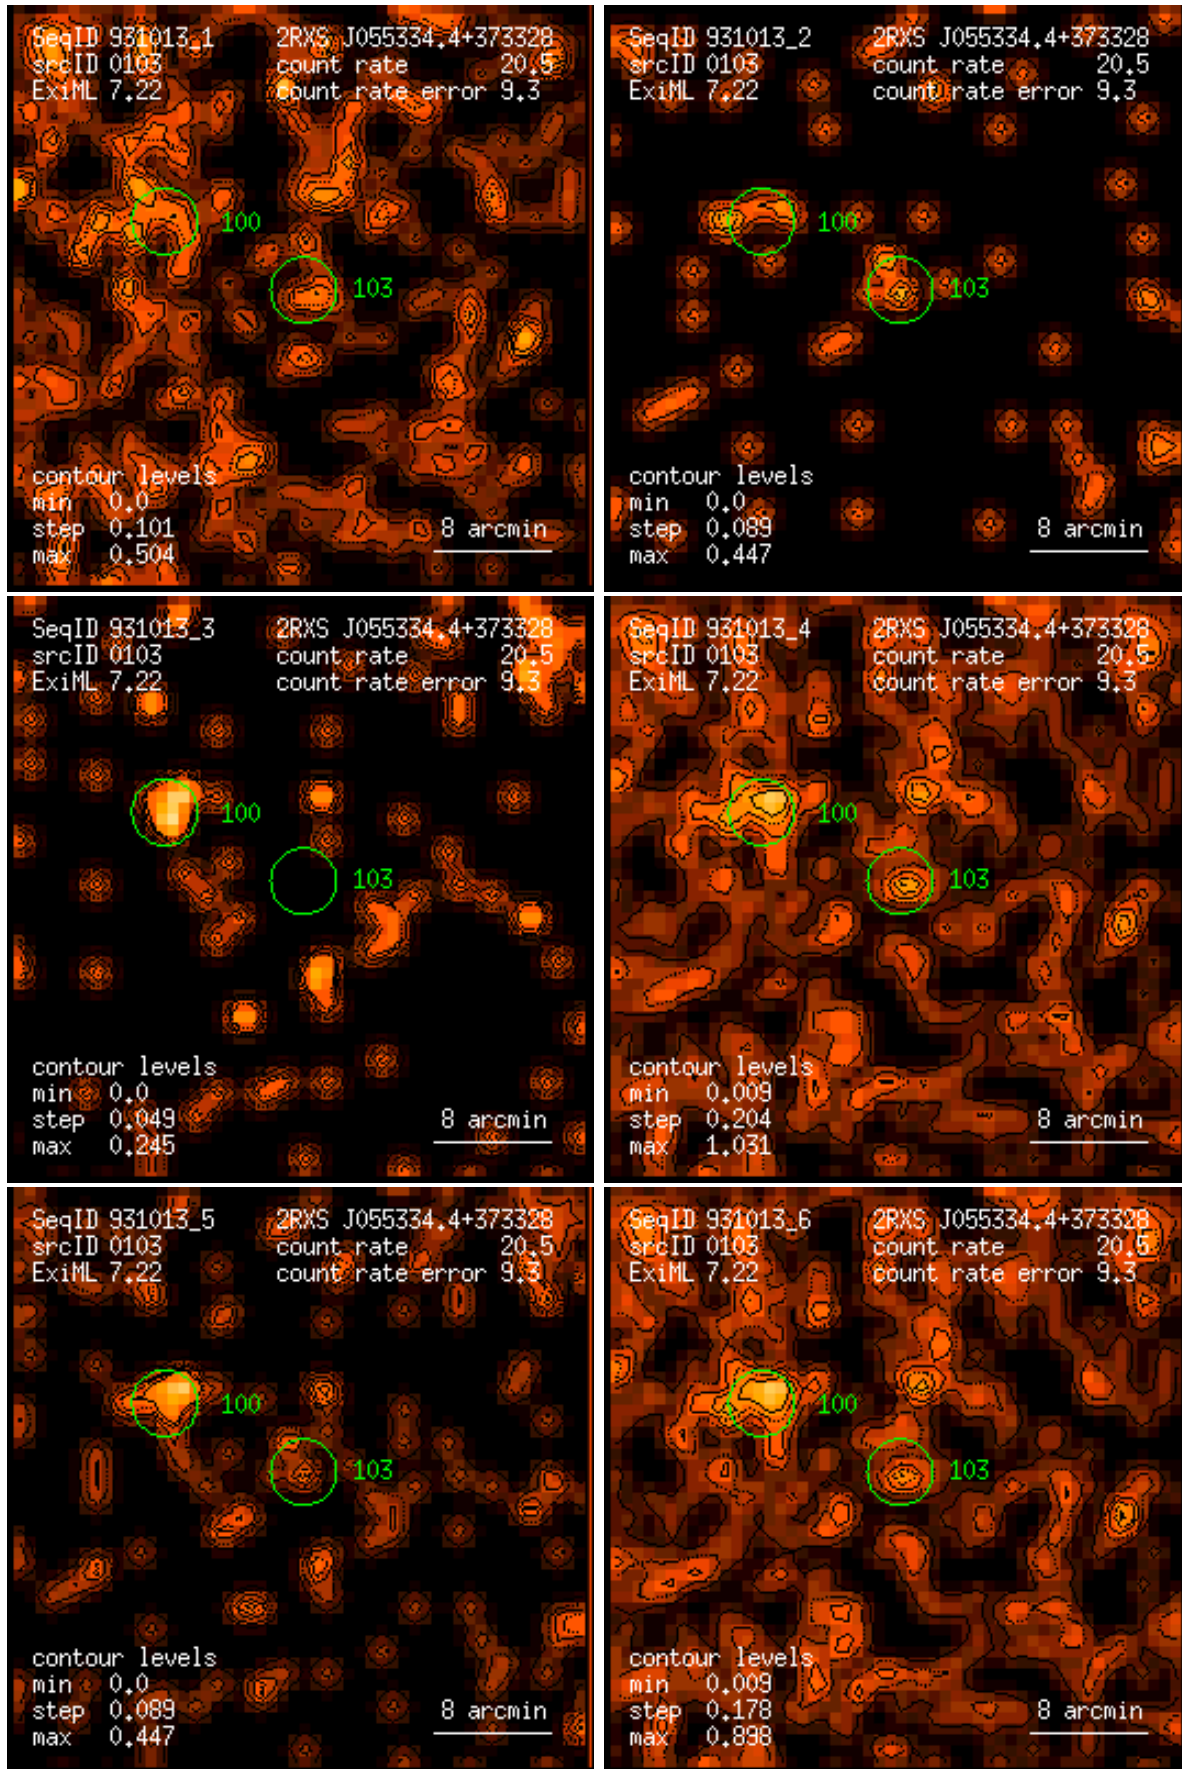 SeqID 931013_1 2RXS J055334.4+373328
srcID 0103 count rate 20.5
ExiML 7.22 count rate error 9.3
100
103
contour levels
min 0.0
step 0.101
max 0.504
8 arcmin
SeqID 931013_2 2RXS J055334.4+373328
srcID 0103 count rate 20.5
ExiML 7.22 count rate error 9.3
100
103
contour levels
min 0.0
step 0.089
max 0.447
8 arcmin
SeqID 931013_3 2RXS J055334.4+373328
srcID 0103 count rate 20.5
ExiML 7.22 count rate error 9.3
100
103
contour levels
min 0.0
step 0.049
max 0.245
8 arcmin
SeqID 931013_4 2RXS J055334.4+373328
srcID 0103 count rate 20.5
ExiML 7.22 count rate error 9.3
100
103
contour levels
min 0.009
step 0.204
max 1.031
8 arcmin
SeqID 931013_5 2RXS J055334.4+373328
srcID 0103 count rate 20.5
ExiML 7.22 count rate error 9.3
100
103
contour levels
min 0.0
step 0.089
max 0.447
8 arcmin
SeqID 931013_6 2RXS J055334.4+373328
srcID 0103 count rate 20.5
ExiML 7.22 count rate error 9.3
100
103
contour levels
min 0.009
step 0.178
max 0.898
8 arcmin